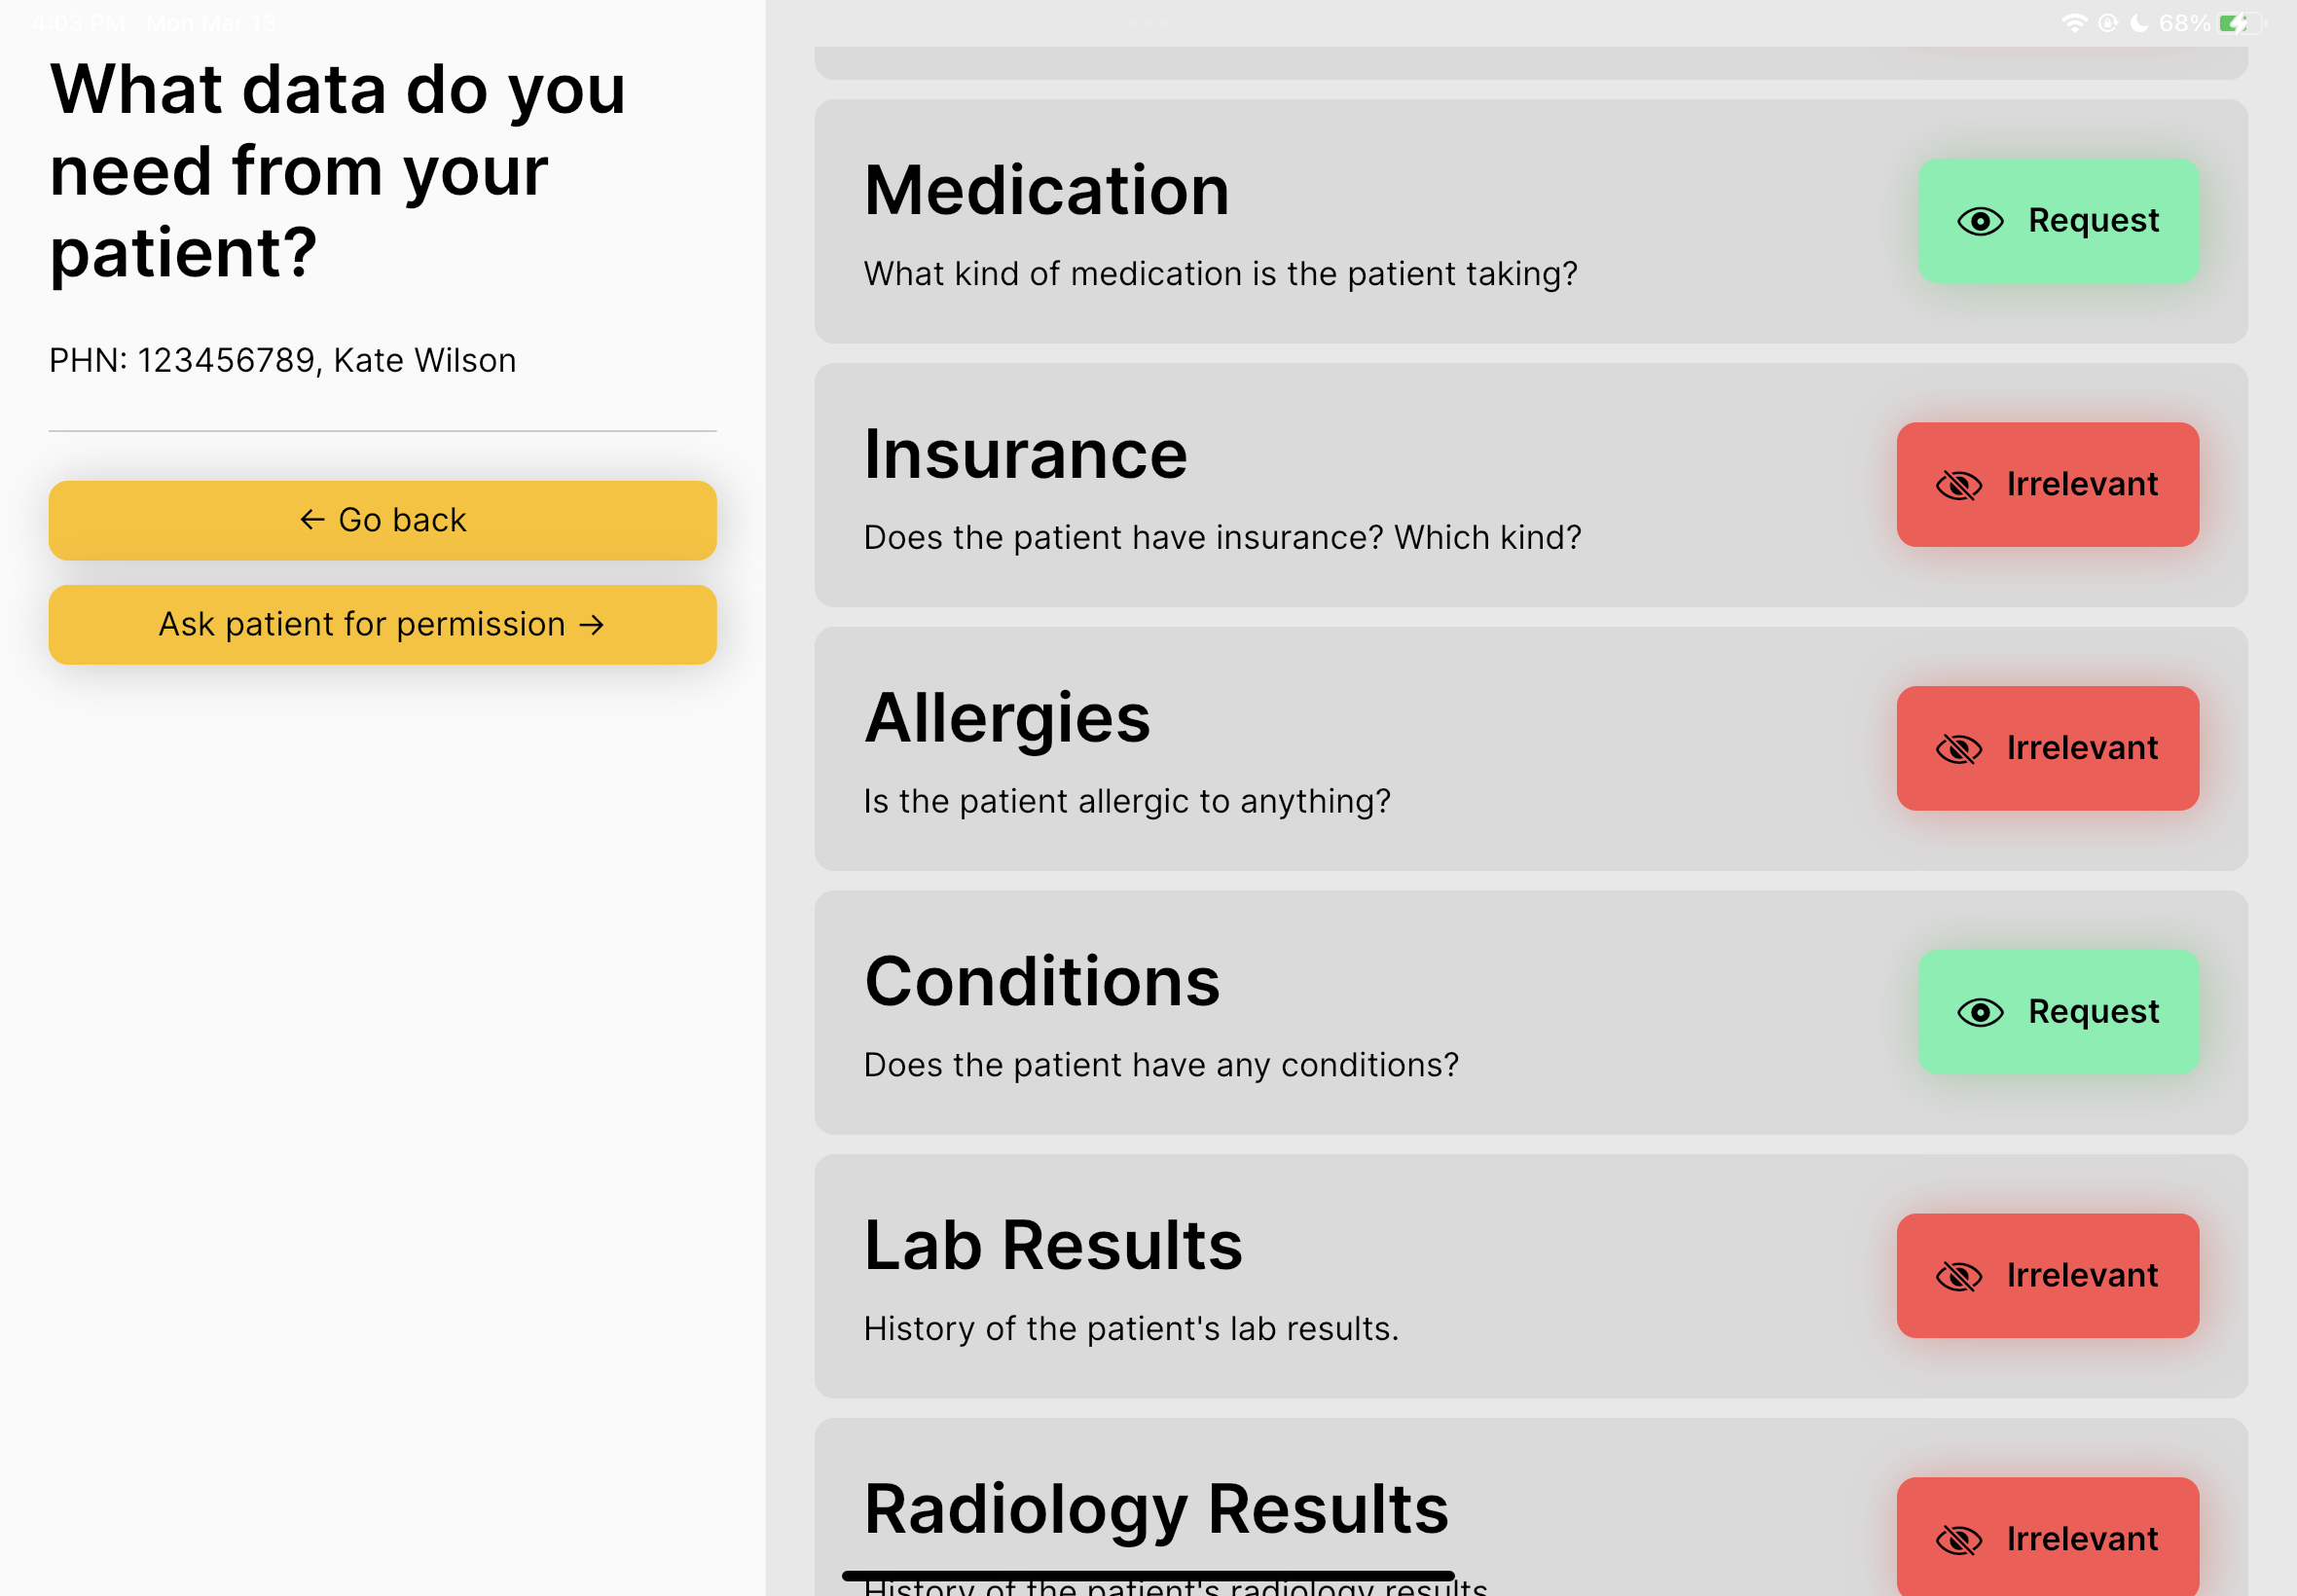 4:03 PM Mon Mar 13
68%
What data do you
need from your
patient?
PHN: 123456789, Kate Wilson
← Go back
Ask patient for permission →
Medication
What kind of medication is the patient taking?
Request
Insurance
Does the patient have insurance? Which kind?
Irrelevant
Allergies
Is the patient allergic to anything?
Irrelevant
Conditions
Does the patient have any conditions?
Request
Lab Results
History of the patient's lab results.
Irrelevant
Radiology Results
History of the patient's radiology results
Irrelevant